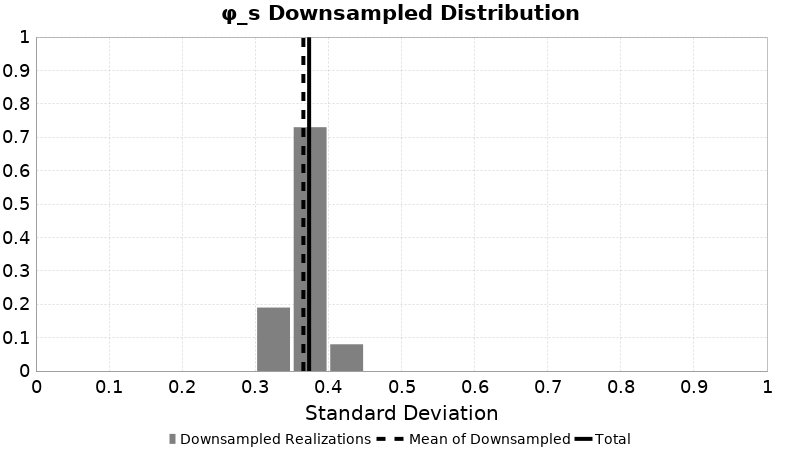 φ_s Downsampled Distribution
1
0.9
0.8
0.7
0.6
0.5
0.4
0.3
0.2
0.1
0
0 0.1 0.2 0.3 0.4 0.5 0.6 0.7 0.8 0.9 1
Standard Deviation
Downsampled Realizations Mean of Downsampled Total